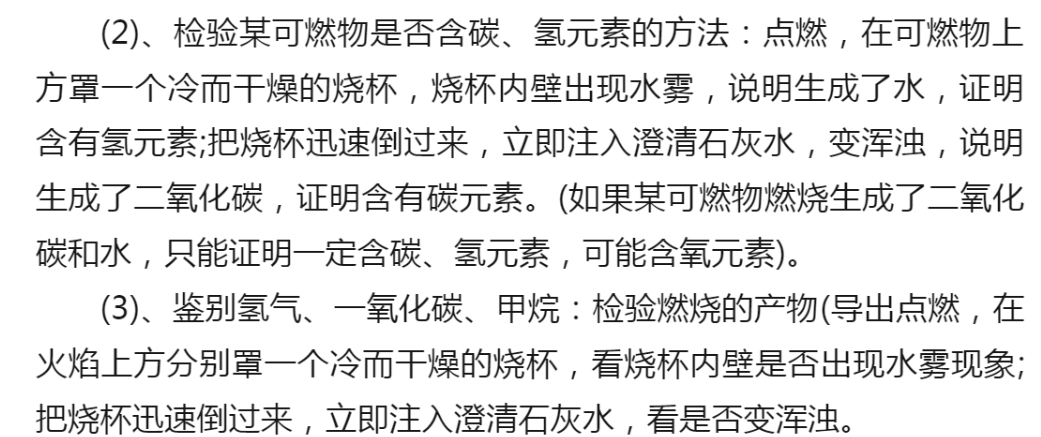 (2)、检验某可燃物是否含碳、氢元素的方法：点燃，在可燃物上
方罩一个冷而干燥的烧杯，烧杯内壁出现水雾，说明生成了水，证明
含有氢元素;把烧杯迅速倒过来，立即注入澄清石灰水，变浑浊，说明
生成了二氧化碳，证明含有碳元素。(如果某可燃物燃烧生成了二氧化
碳和水，只能证明一定含碳、氢元素，可能含氧元素)。
(3)、鉴别氢气、一氧化碳、甲烷：检验燃烧的产物(导出点燃，在
火焰上方分别罩一个冷而干燥的烧杯，看烧杯内壁是否出现水雾现象;
把烧杯迅速倒过来，立即注入澄清石灰水，看是否变浑浊。